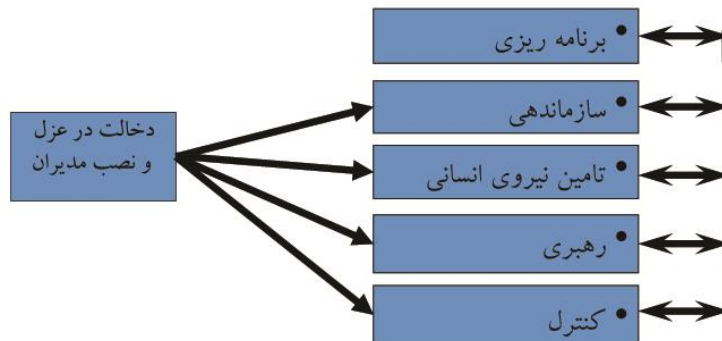 • برنامه ریزی
• سازماندهی
دخالت در عزل
و نصب مدیران
• تامین نیروی انسانی
• رهبری
• کنترل